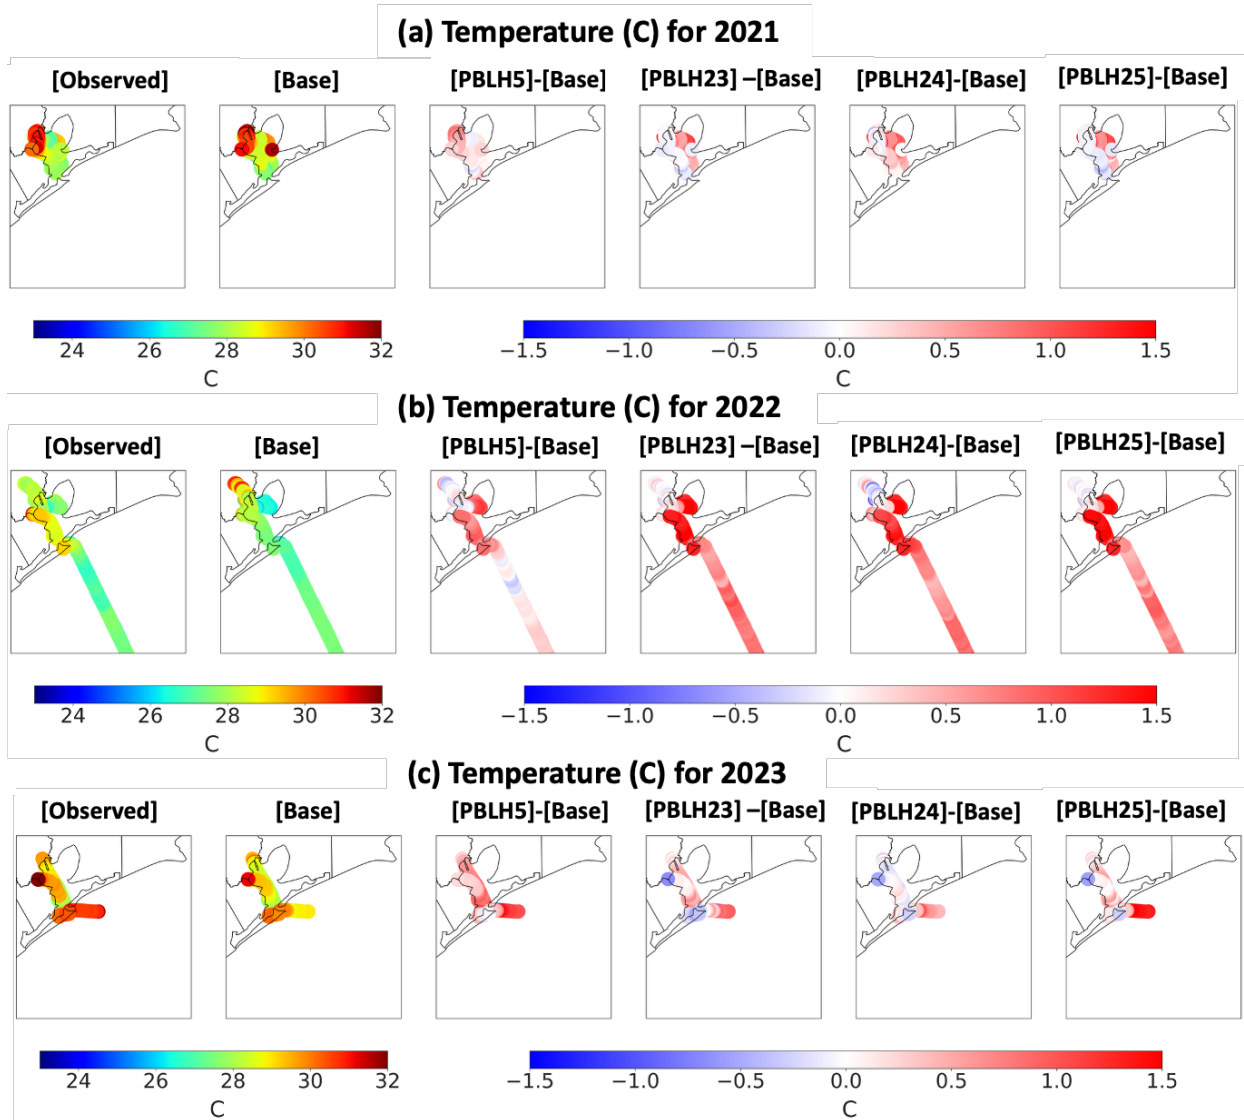 (a) Temperature (C) for 2021
[Observed] [Base] [PBLH5]-[Base] [PBLH23] –[Base] [PBLH24]-[Base] [PBLH25]-[Base]
24 26 28 30 32 −1.5 −1.0 −0.5 0.0 0.5 1.0 1.5
C C
(b) Temperature (C) for 2022
[Observed] [Base] [PBLH5]-[Base] [PBLH23] –[Base] [PBLH24]-[Base] [PBLH25]-[Base]
24 26 28 30 32 −1.5 −1.0 −0.5 0.0 0.5 1.0 1.5
C C
(c) Temperature (C) for 2023
[Observed] [Base] [PBLH5]-[Base] [PBLH23] –[Base] [PBLH24]-[Base] [PBLH25]-[Base]
24 26 28 30 32 −1.5 −1.0 −0.5 0.0 0.5 1.0 1.5
C C